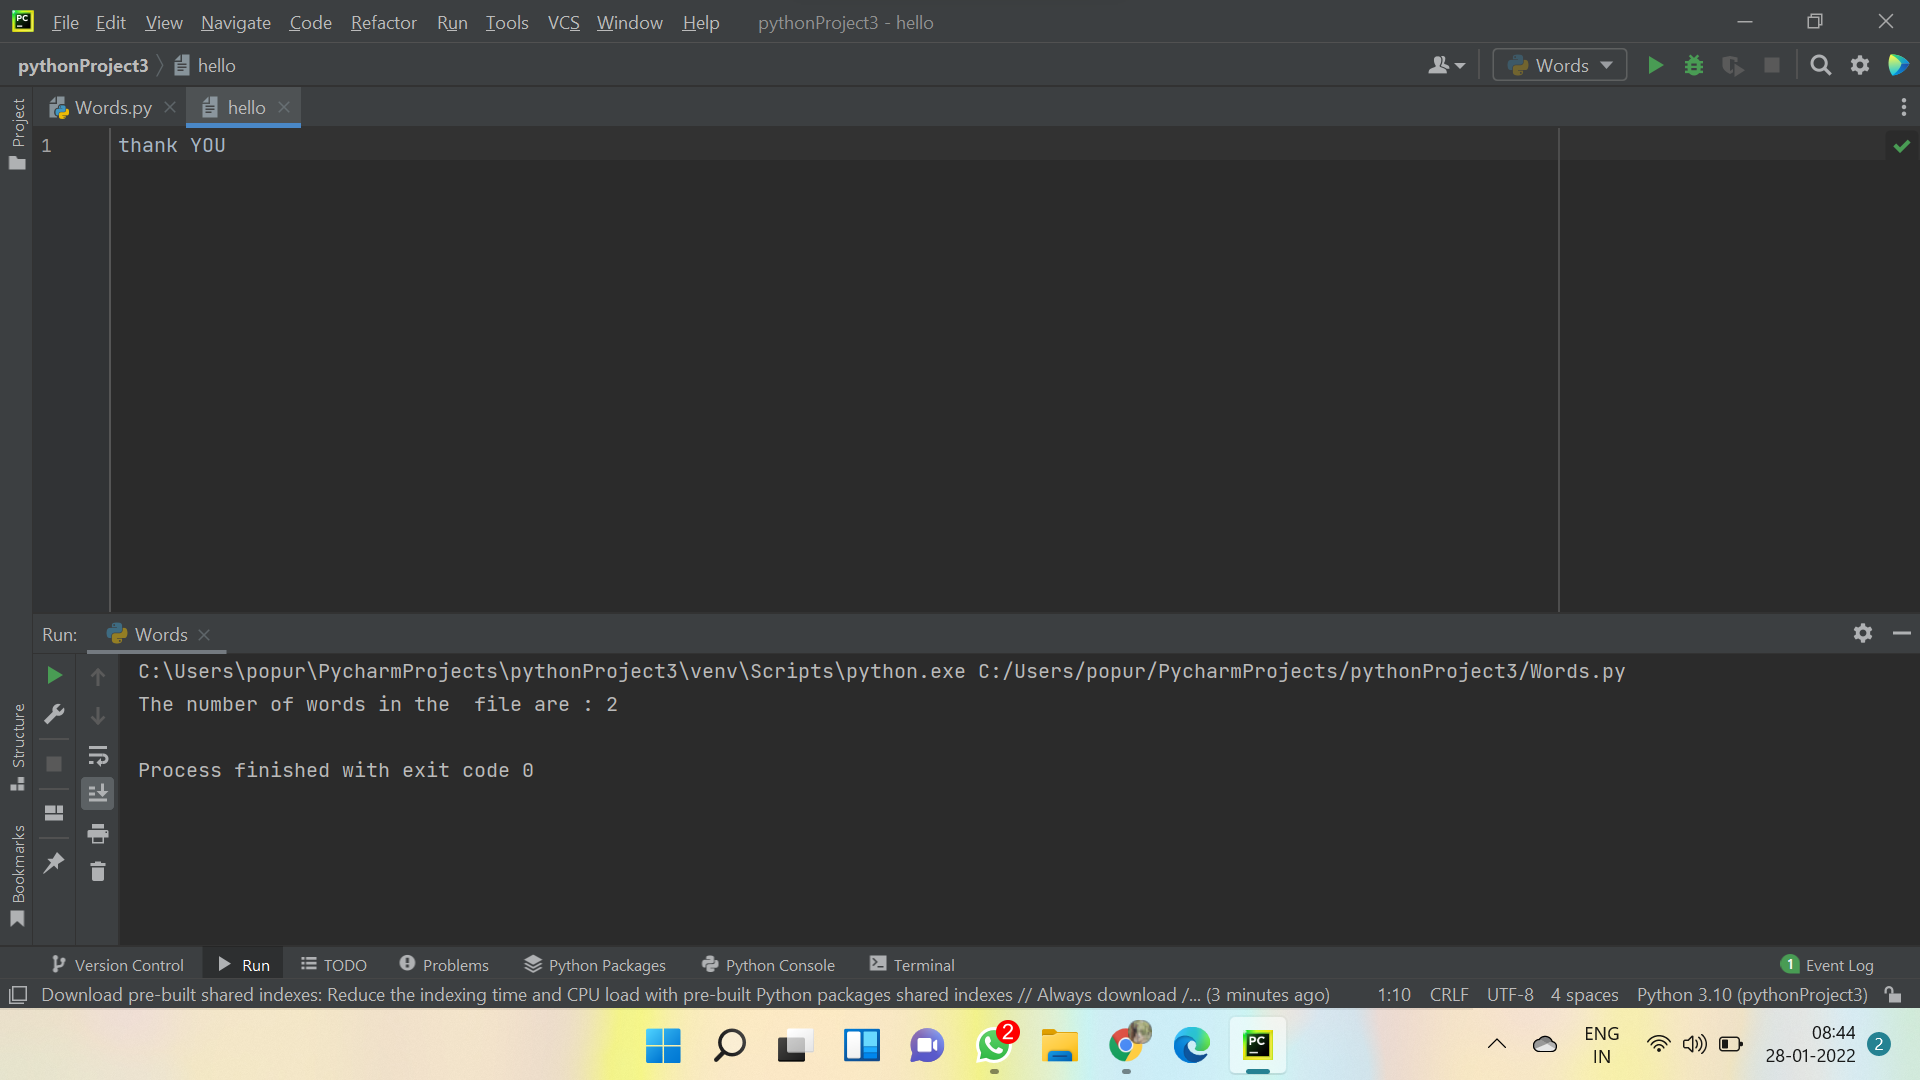 PC File Edit View Navigate Code Refactor Run Tools VCS Window Help pythonProject3 - hello
pythonProject3 hello Words
Words.py hello
Project
1 thank YOU
Run: Words
C:\Users\popur\PycharmProjects\pythonProject3\venv\Scripts\python.exe C:/Users/popur/PycharmProjects/pythonProject3/Words.py
The number of words in the  file are : 2
Process finished with exit code 0
Structure
Bookmarks
Version Control Run TODO Problems Python Packages Python Console Terminal 1 Event Log
Download pre-built shared indexes: Reduce the indexing time and CPU load with pre-built Python packages shared indexes // Always download /... (3 minutes ago) 1:10 CRLF UTF-8 4 spaces Python 3.10 (pythonProject3)
2 PC ENG 08:44
IN 28-01-2022 2